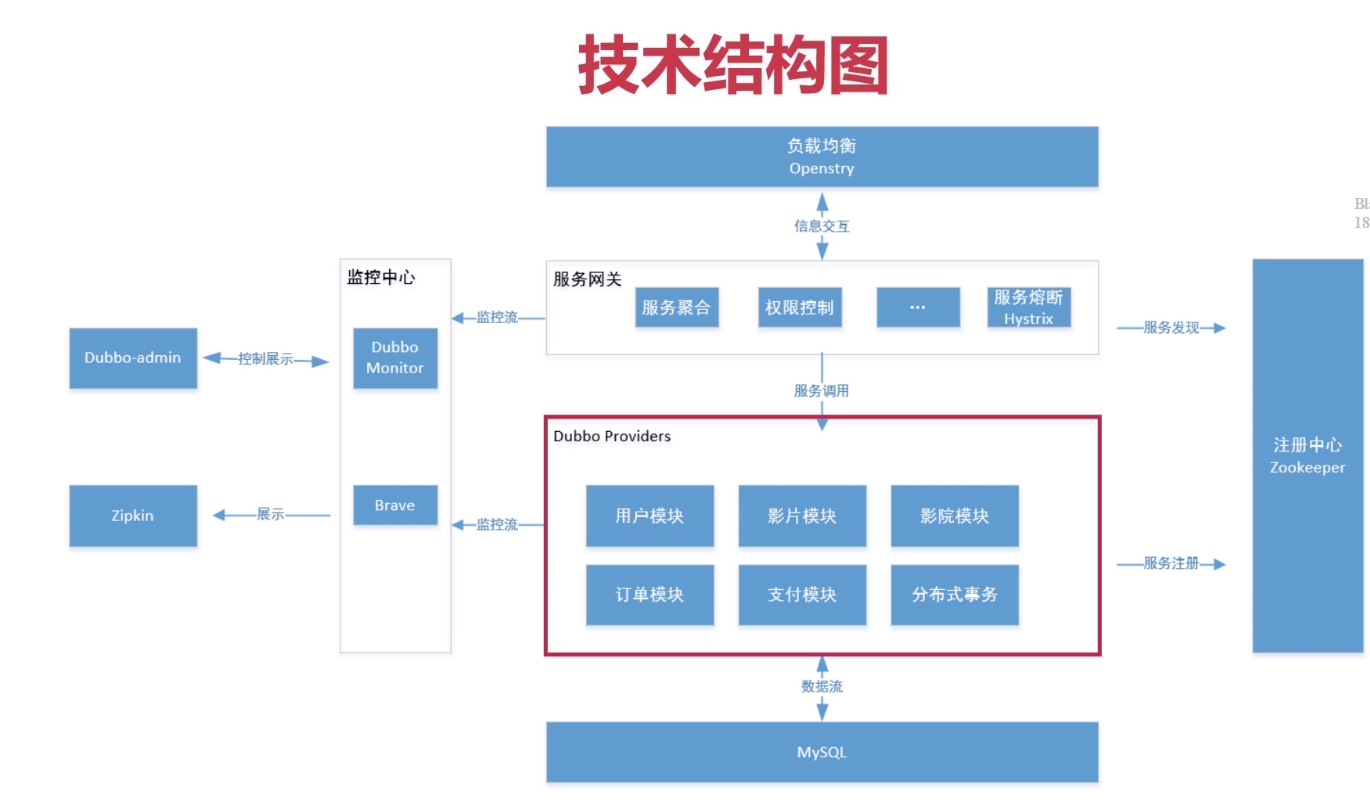 技术结构图
负载均衡
Openstry
信息交互
Bl
18
服务网关
服务聚合
权限控制
...
服务熔断
Hystrix
监控中心
监控流
服务发现
Dubbo-admin
控制展示
Dubbo
Monitor
服务调用
Dubbo Providers
注册中心
Zookeeper
Zipkin
展示
Brave
监控流
用户模块
影片模块
影院模块
服务注册
订单模块
支付模块
分布式事务
数据流
MySQL